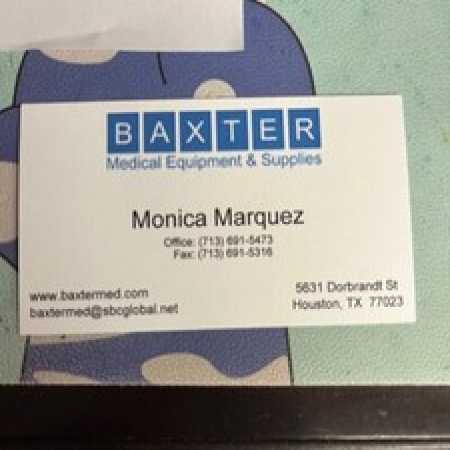 BAXTER
Medical Equipment & Supplies
Monica Marquez
Office: (713) 691-5473
Fax: (713) 691-5316
www.baxtermed.com
baxtermed@sbcglobal.net
5631 Dorbrandt St
Houston, TX 77023